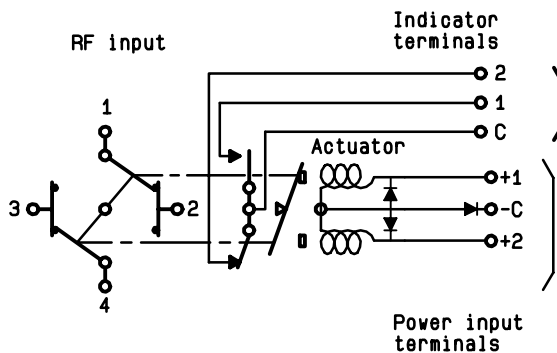 Indicator
terminals
RF input
2
1
C
1
Actuator
+1
3
2
-C
+2
4
Power input
terminals